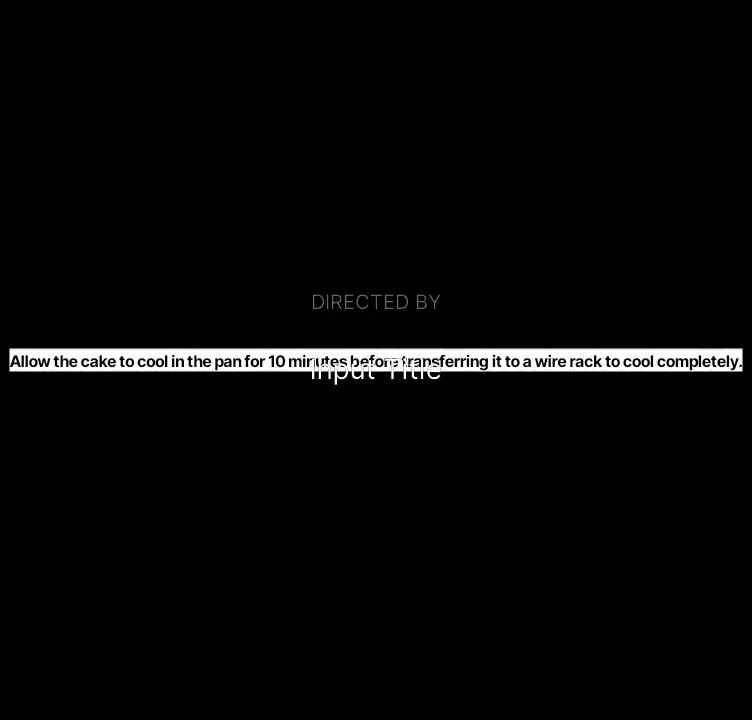 DIRECTED BY
Allow the cake to cool in the pan for 10 minutes before transferring it to a wire rack to cool completely.
Input Title